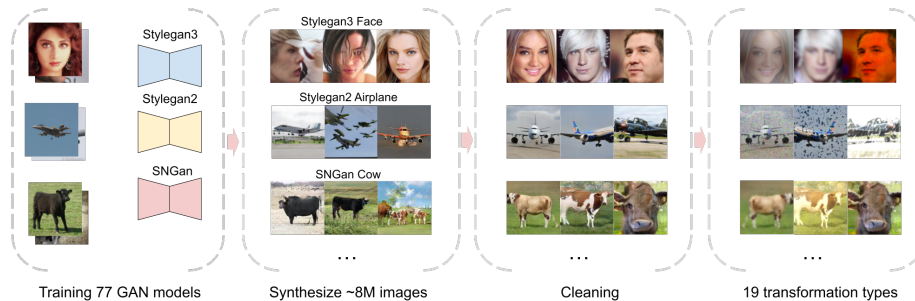 Stylegan3
Stylegan2
SNGan
Stylegan3 Face
Stylegan2 Airplane
SNGan Cow
...
...
...
Training 77 GAN models
Synthesize ~8M images
Cleaning
19 transformation types